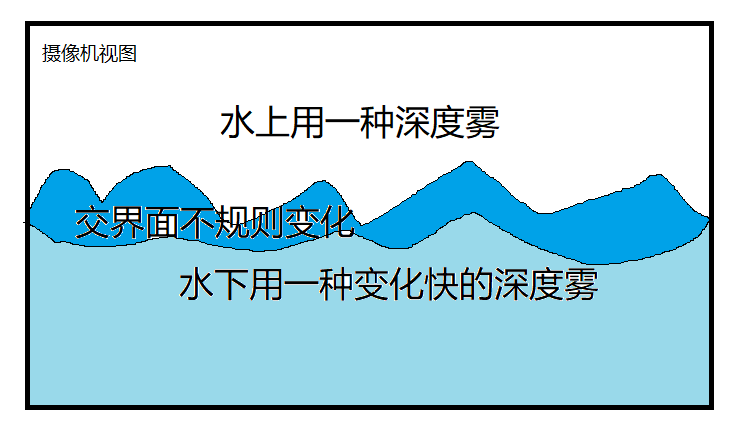 摄像机视图
水上用一种深度雾
交界面不规则变化
水下用一种变化快的深度雾